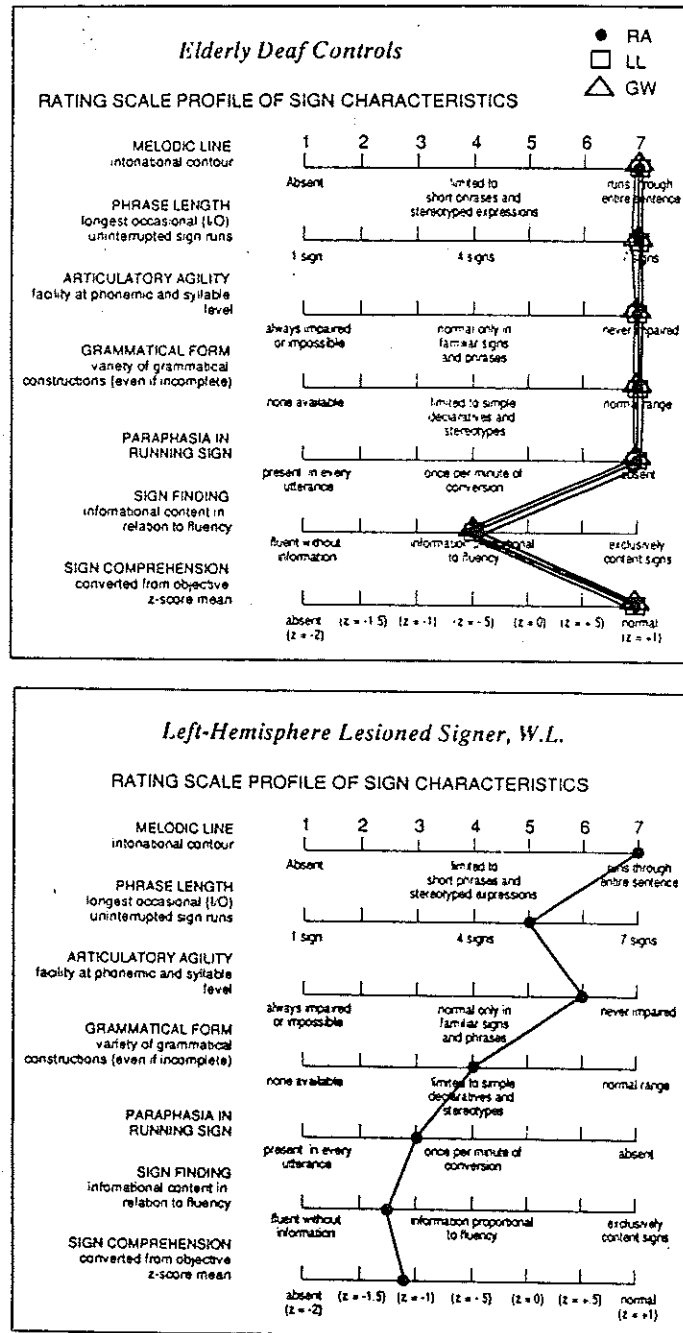 Elderly Deaf Controls
RA
LL
GW
RATING SCALE PROFILE OF SIGN CHARACTERISTICS
1 2 3 4 5 6 7
MELODIC LINE
intonational contour
Absent
limited to
short phrases and
stereotyped expressions
runs through
entire sentence
PHRASE LENGTH
longest occasional (I/O)
uninterrupted sign runs
1 sign
4 signs
signs
ARTICULATORY AGILITY
facility at phonemic and syllable
level
always impaired
or impossible
normal only in
familiar signs
and phrases
never impaired
GRAMMATICAL FORM
variety of grammatical
constructions (even if incomplete)
none available
limited to simple
declaratives and
stereotypes
normal range
PARAPHASIA IN
RUNNING SIGN
present in every
utterance
once per minute of
conversion
absent
SIGN FINDING
informational content in
relation to fluency
fluent without
information
information proportional
to fluency
exclusively
content signs
SIGN COMPREHENSION
converted from objective
z-score mean
absent
(z = -2)
(z = -1.5)
(z = -1)
(z = -5)
(z = 0)
(z = +5)
normal
(z = +1)
Left-Hemisphere Lesioned Signer, W.L.
RATING SCALE PROFILE OF SIGN CHARACTERISTICS
1 2 3 4 5 6 7
MELODIC LINE
intonational contour
Absent
limited to
short phrases and
stereotyped expressions
runs through
entire sentence
PHRASE LENGTH
longest occasional (I/O)
uninterrupted sign runs
1 sign
4 signs
7 signs
ARTICULATORY AGILITY
facility at phonemic and syllable
level
always impaired
or impossible
normal only in
familiar signs
and phrases
never impaired
GRAMMATICAL FORM
variety of grammatical
constructions (even if incomplete)
none available
limited to simple
declaratives and
stereotypes
normal range
PARAPHASIA IN
RUNNING SIGN
present in every
utterance
once per minute of
conversion
absent
SIGN FINDING
informational content in
relation to fluency
fluent without
information
information proportional
to fluency
exclusively
content signs
SIGN COMPREHENSION
converted from objective
z-score mean
absent
(z = -2)
(z = -1.5)
(z = -1)
(z = -5)
(z = 0)
(z = +.5)
normal
(z = +1)